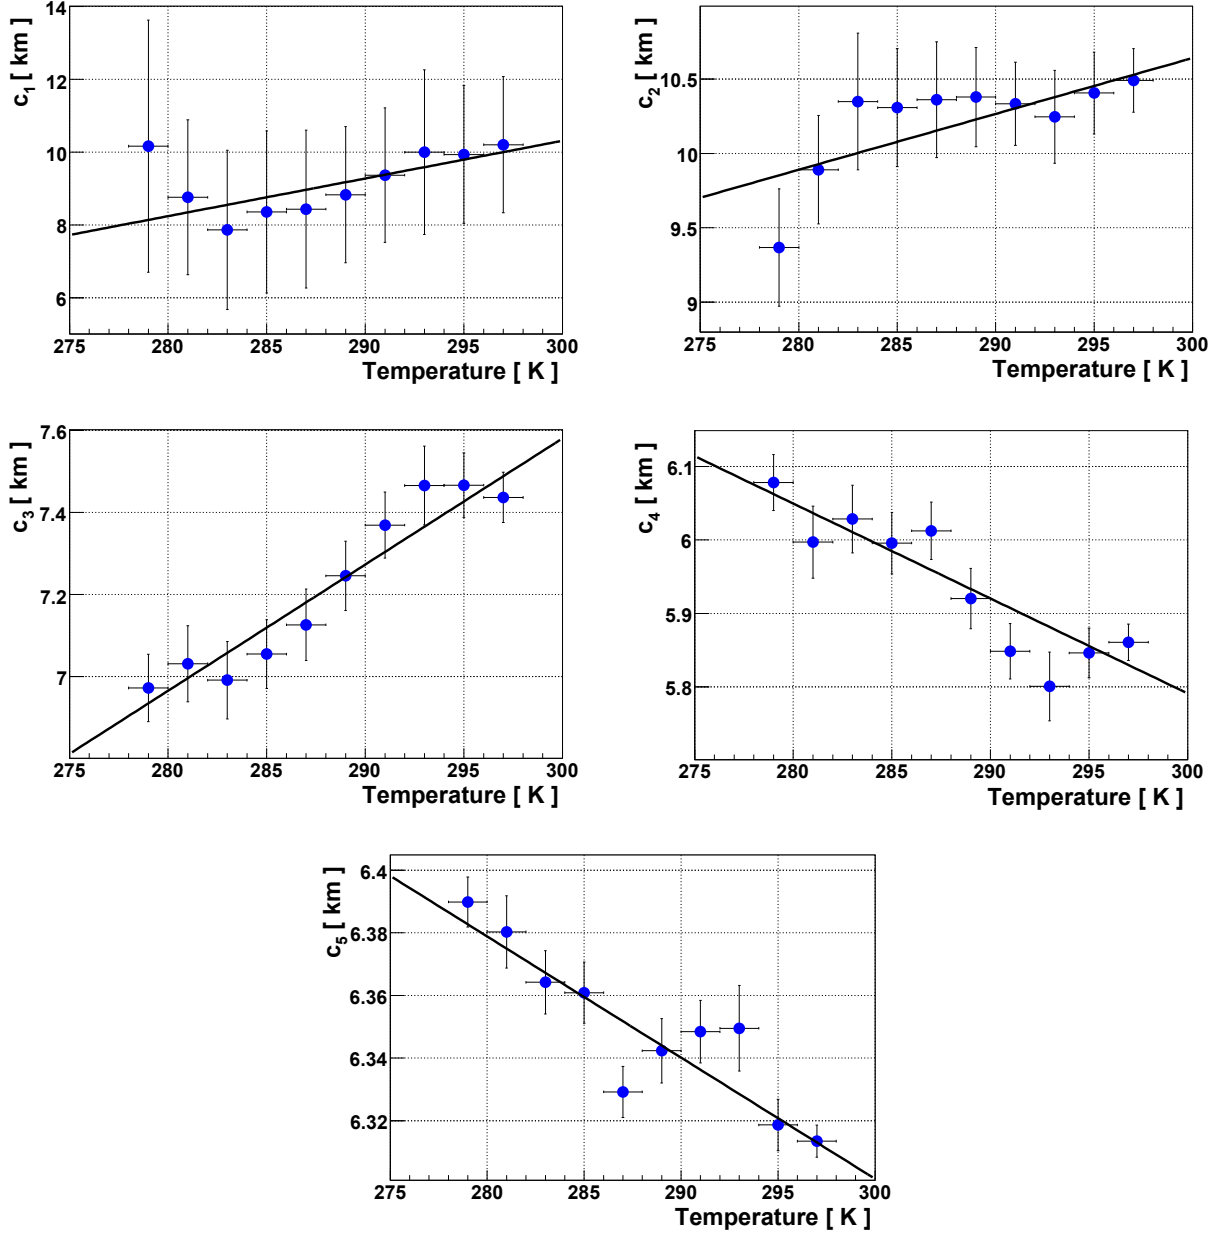 14
12
10
8
6
c1 [ km ]
275 280 285 290 295 300
Temperature [ K ]
10.5
10
9.5
9
c2 [ km ]
275 280 285 290 295 300
Temperature [ K ]
7.6
7.4
7.2
7
c3 [ km ]
275 280 285 290 295 300
Temperature [ K ]
6.1
6
5.9
5.8
c4 [ km ]
275 280 285 290 295 300
Temperature [ K ]
6.4
6.38
6.36
6.34
6.32
c5 [ km ]
275 280 285 290 295 300
Temperature [ K ]